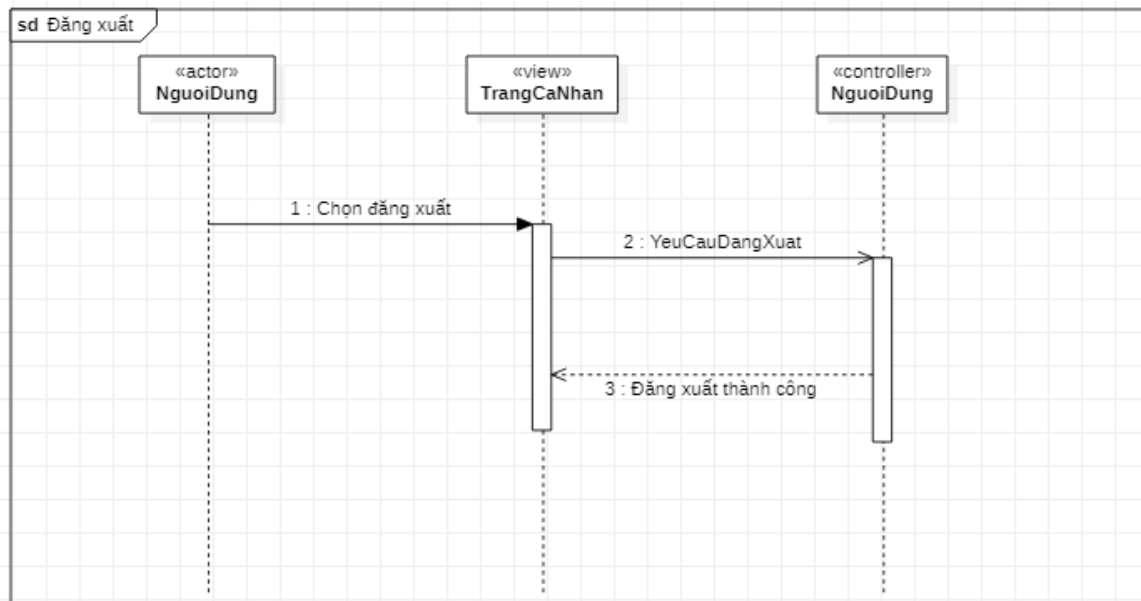 sd Đăng xuất
«actor»
NguoiDung
«view»
TrangCaNhan
«controller»
NguoiDung
1 : Chọn đăng xuất
2 : YeuCauDangXuat
3 : Đăng xuất thành công